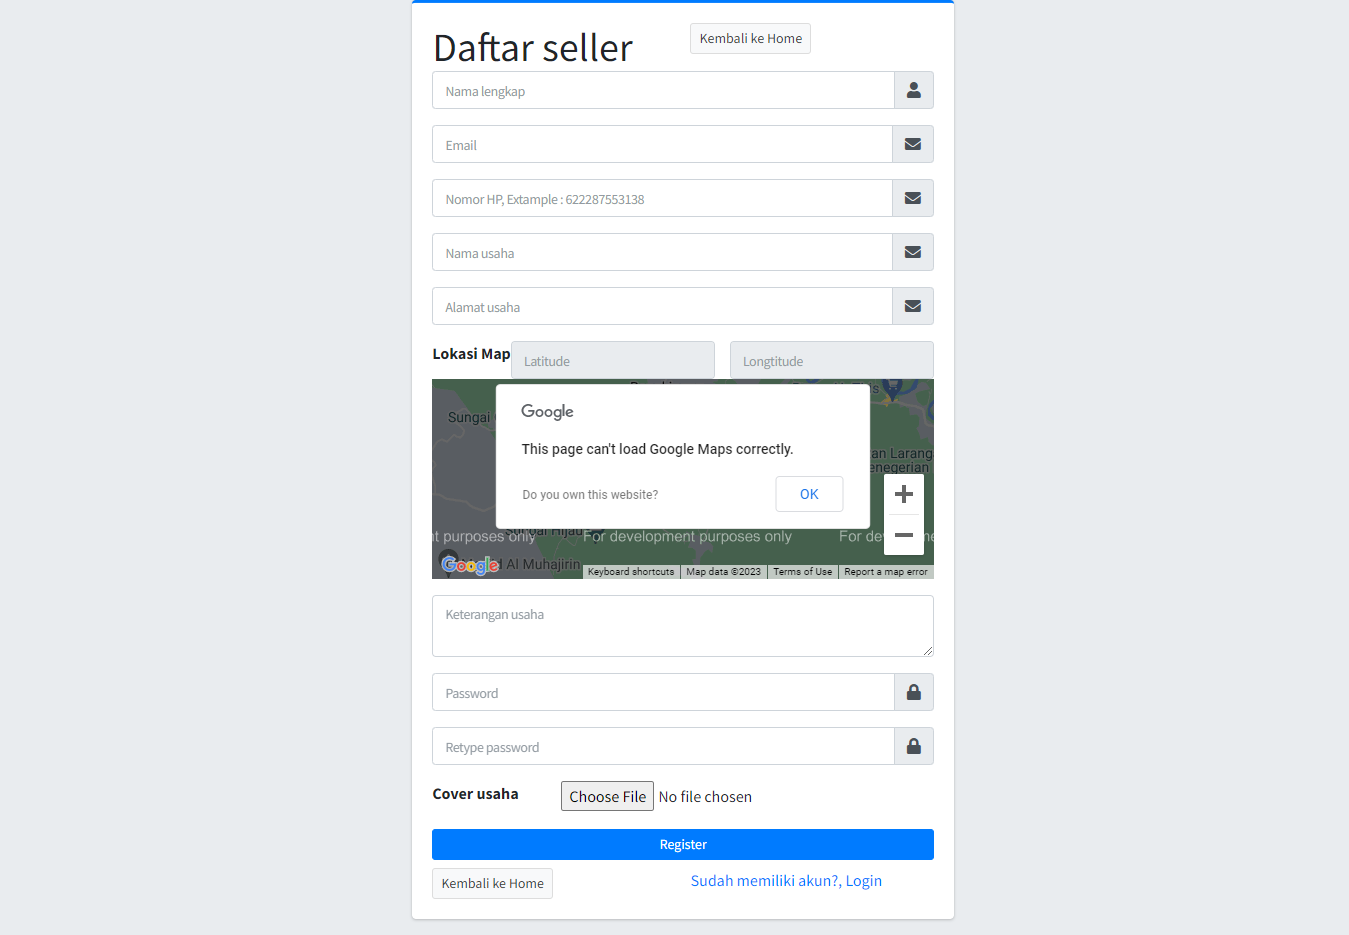 Daftar seller
Kembali ke Home
Nama lengkap
Email
Nomor HP, Extample : 622287553138
Nama usaha
Alamat usaha
Lokasi Map
Latitude
Longtitude
Sungai
Google
This page can't load Google Maps correctly.
Do you own this website?
OK
an Larang
enegerian
t purposes only
For development purposes only
For de
Al Muhajirin
Google
Keyboard shortcuts
Map data ©2023
Terms of Use
Report a map error
Keterangan usaha
Password
Retype password
Cover usaha
Choose File
No file chosen
Register
Kembali ke Home
Sudah memiliki akun?, Login